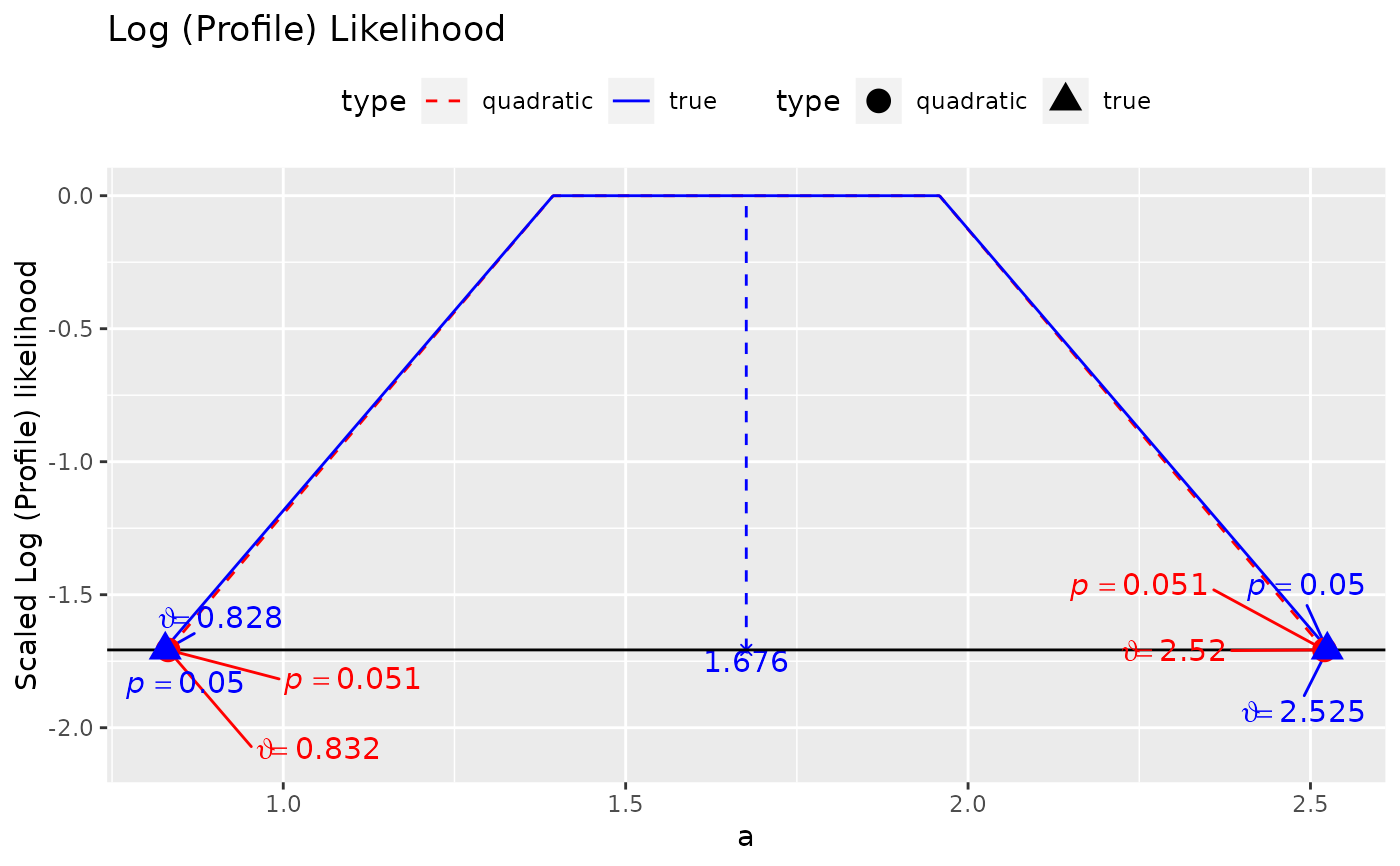 Log (Profile) Likelihood
type quadratic true type quadratic true
Scaled Log (Profile) likelihood
0.0
-0.5
-1.0
-1.5
-2.0
p = 0.051
p = 0.05
ϑ= 0.828
ϑ= 2.52
1.676
p = 0.051
p = 0.05
ϑ= 2.525
ϑ= 0.832
1.0 1.5 2.0 2.5
a